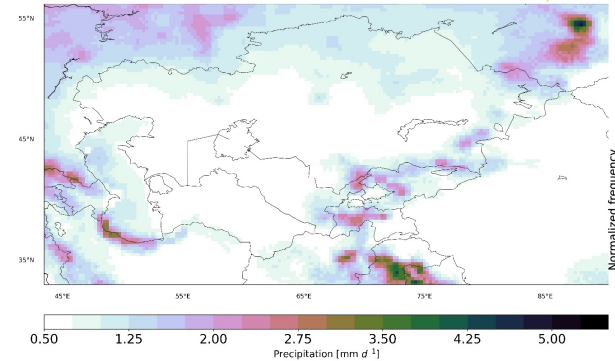 55°N
45°N
35°N
45°E 55°E 65°E 75°E 85°E
0.50 1.25 2.00 2.75 3.50 4.25 5.00
Precipitation [mm d ¹]
Normalized frequency